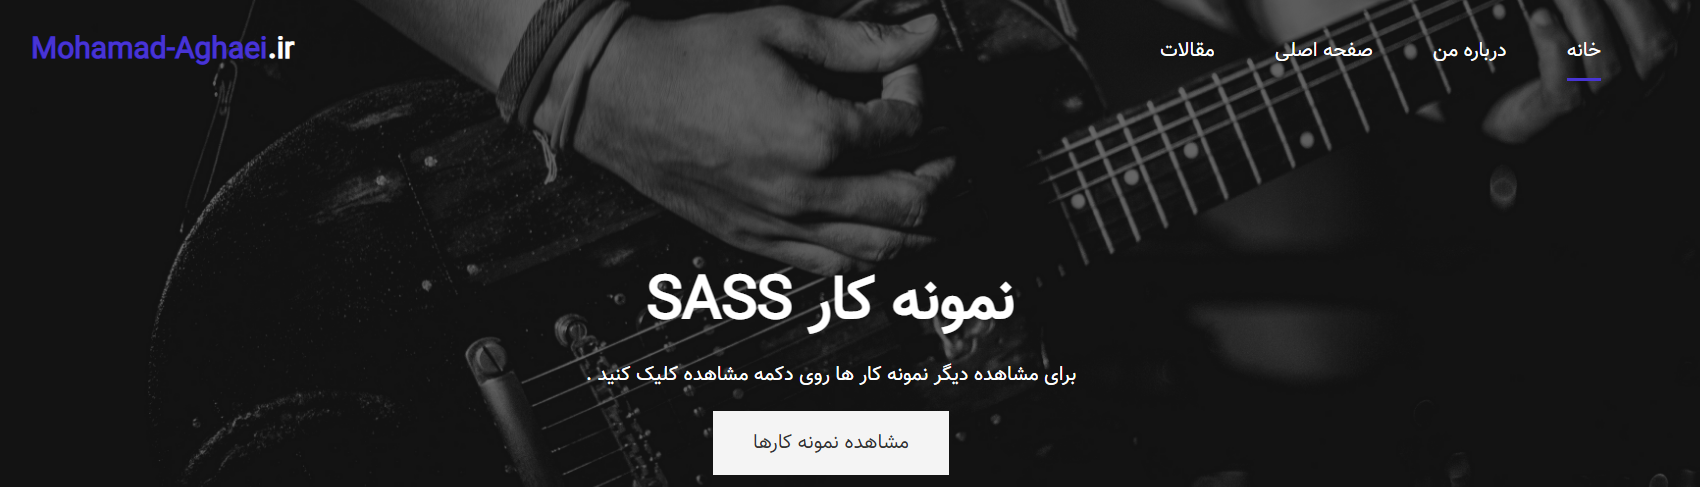 Mohamad-Aghaei.ir
خانه
درباره من
صفحه اصلی
مقالات
نمونه کار SASS
برای مشاهده دیگر نمونه کار ها روی دکمه مشاهده کلیک کنید .
مشاهده نمونه کارها